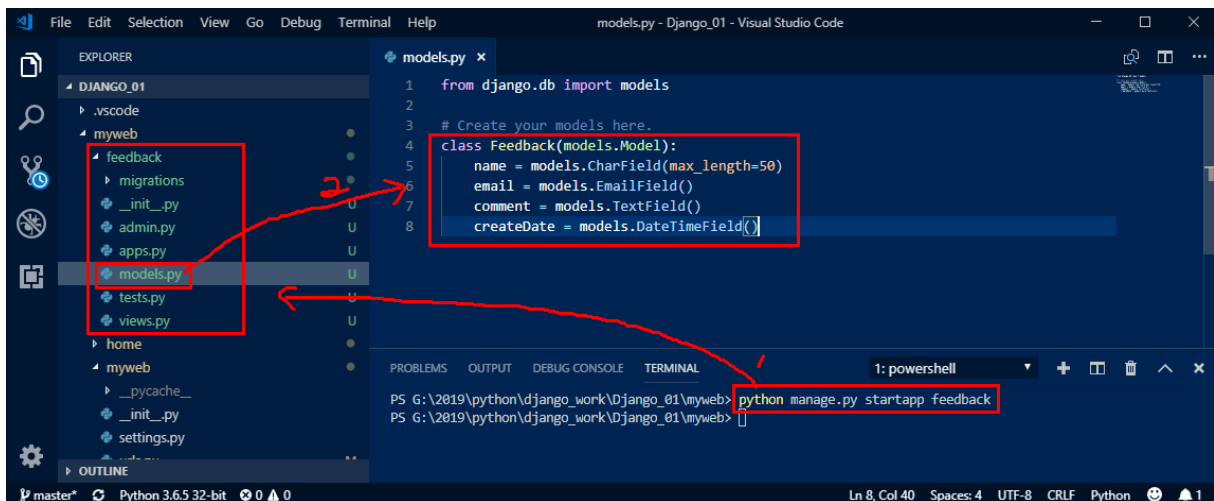 File Edit Selection View Go Debug Terminal Help models.py - Django_01 - Visual Studio Code
EXPLORER
DJANGO_01
.vscode
myweb
feedback
migrations
__init__.py U
admin.py U
apps.py U
models.py U
tests.py U
views.py U
home
myweb
__pycache__
__init__.py
settings.py
OUTLINE
models.py ×
1 from django.db import models
2
3 # Create your models here.
4 class Feedback(models.Model):
5 name = models.CharField(max_length=50)
6 email = models.EmailField()
7 comment = models.TextField()
8 createDate = models.DateTimeField()
2
1
PROBLEMS OUTPUT DEBUG CONSOLE TERMINAL 1: powershell
PS G:\2019\python\django_work\Django_01\myweb> python manage.py startapp feedback
PS G:\2019\python\django_work\Django_01\myweb>
master* Python 3.6.5 32-bit 0 0 Ln 8, Col 40 Spaces: 4 UTF-8 CRLF Python 1